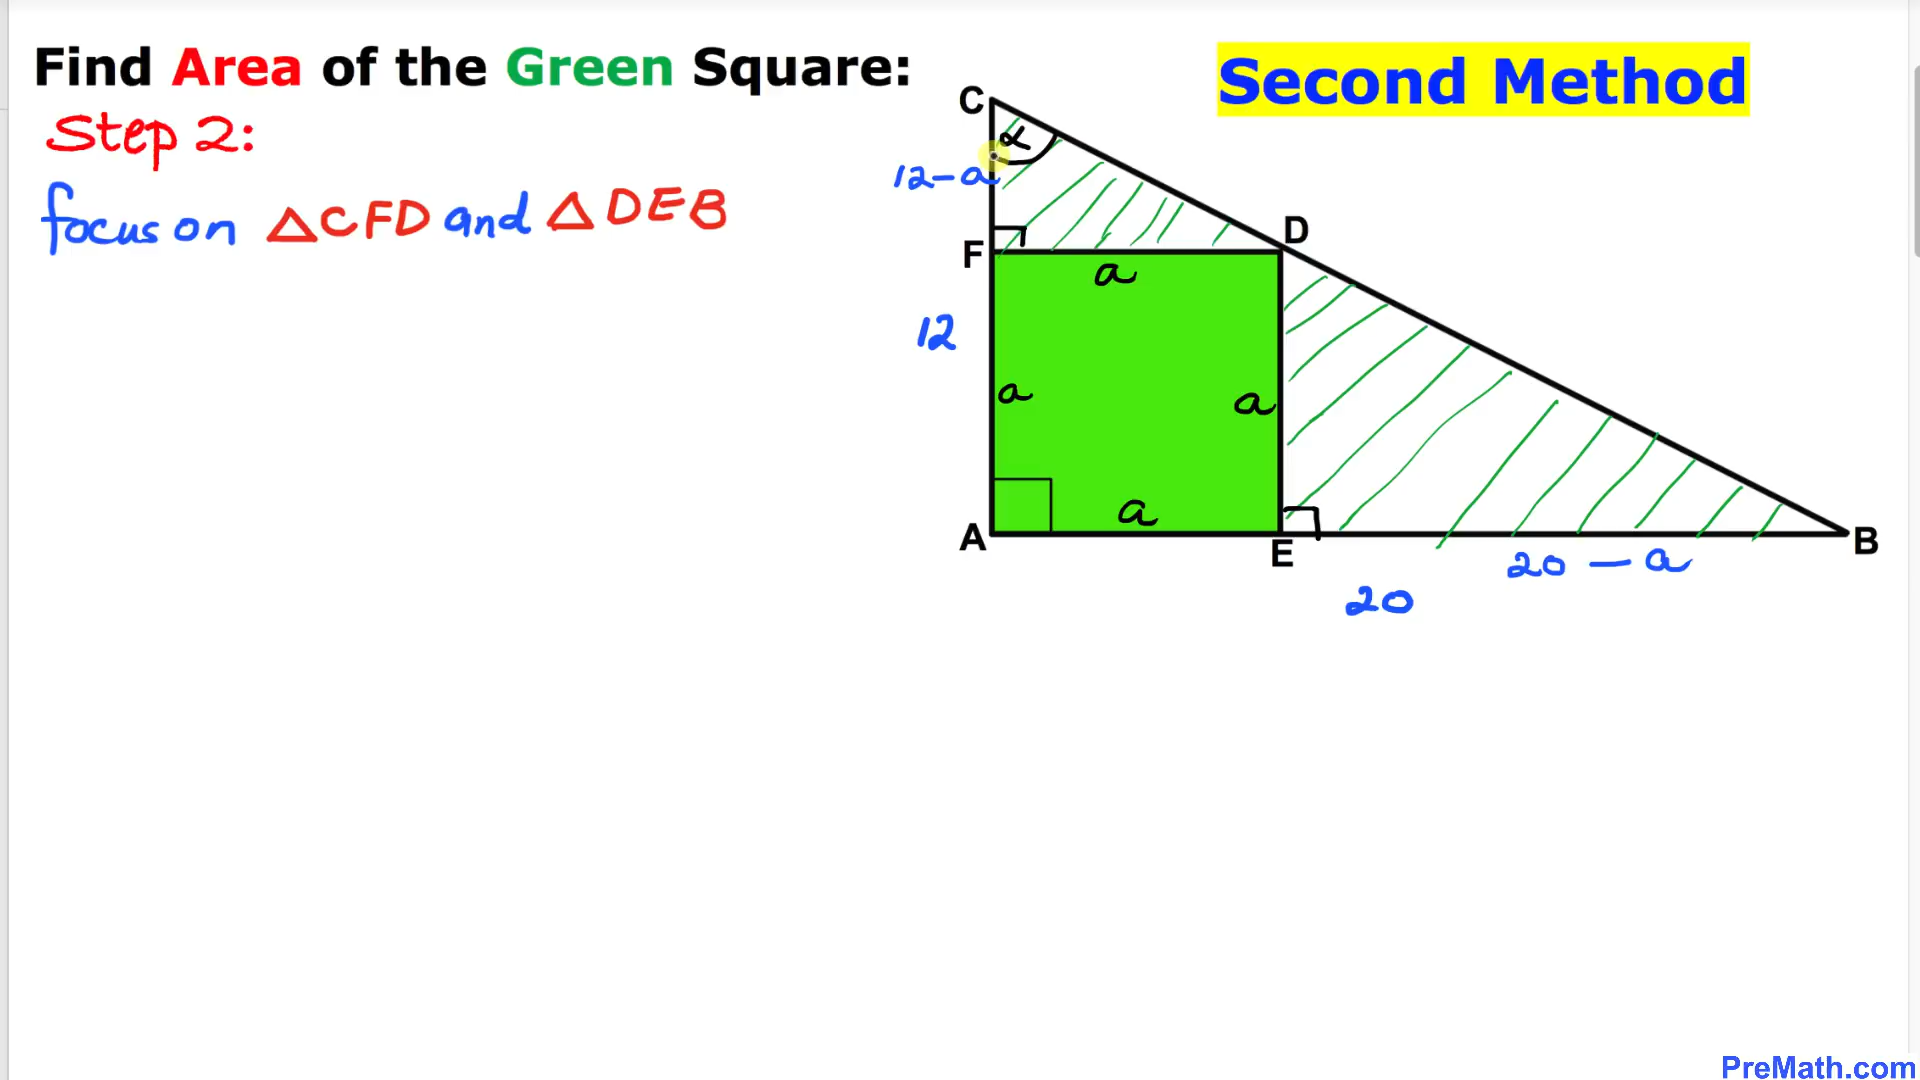 Find Area of the Green Square:
Second Method
Step 2:
focus on △CFD and △DEB
C
α
12-a
D
F
a
12
a
a
a
A
E
B
20-a
20
PreMath.com